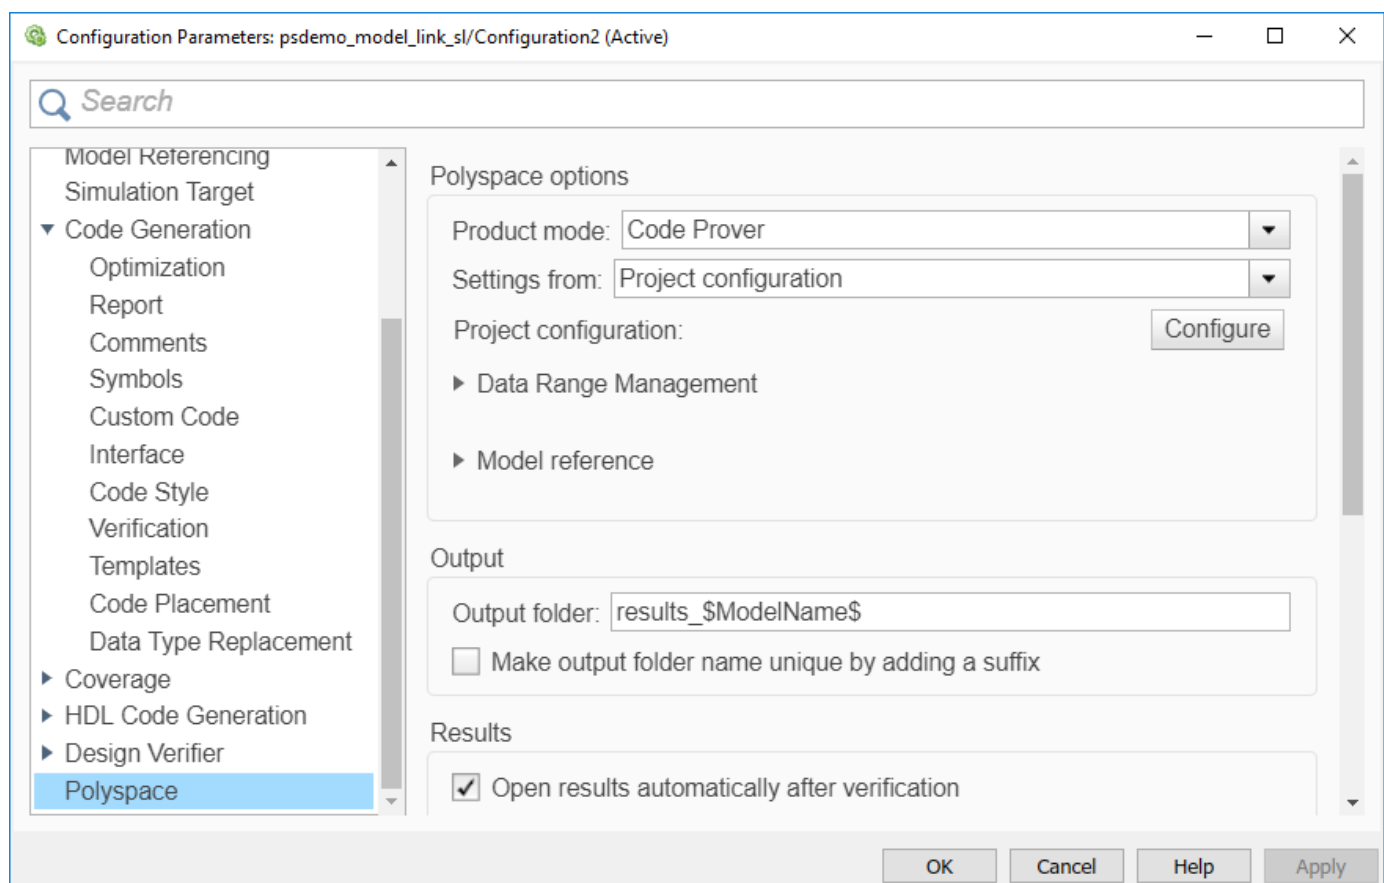 Configuration Parameters: psdemo_model_link_sl/Configuration2 (Active)
Search
Model Referencing
Simulation Target
Code Generation
Optimization
Report
Comments
Symbols
Custom Code
Interface
Code Style
Verification
Templates
Code Placement
Data Type Replacement
Coverage
HDL Code Generation
Design Verifier
Polyspace
Polyspace options
Product mode: Code Prover
Settings from: Project configuration
Project configuration: Configure
Data Range Management
Model reference
Output
Output folder: results_$ModelName$
Make output folder name unique by adding a suffix
Results
Open results automatically after verification
OK Cancel Help Apply